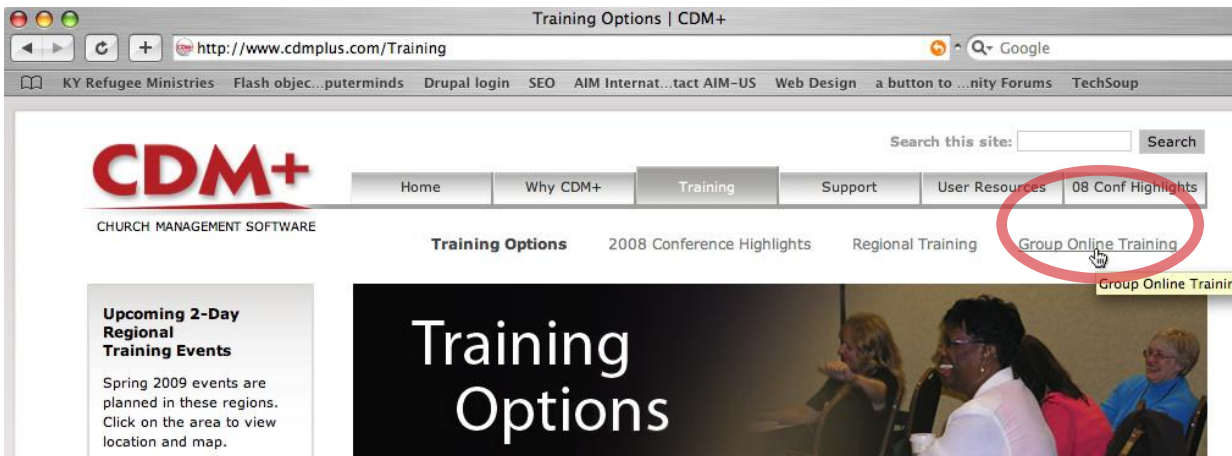 Training Options | CDM+
http://www.cdmplus.com/Training
Google
KY Refugee Ministries Flash objec...puterminds Drupal login SEO AIM Internat...tact AIM-US Web Design a button to ...nity Forums TechSoup
Search this site: Search
CDM+
CHURCH MANAGEMENT SOFTWARE
Home Why CDM+ Training Support User Resources 08 Conf Highlights
Training Options 2008 Conference Highlights Regional Training Group Online Training
Group Online Trainin
Upcoming 2-Day
Regional
Training Events
Spring 2009 events are
planned in these regions.
Click on the area to view
location and map.
Training
Options